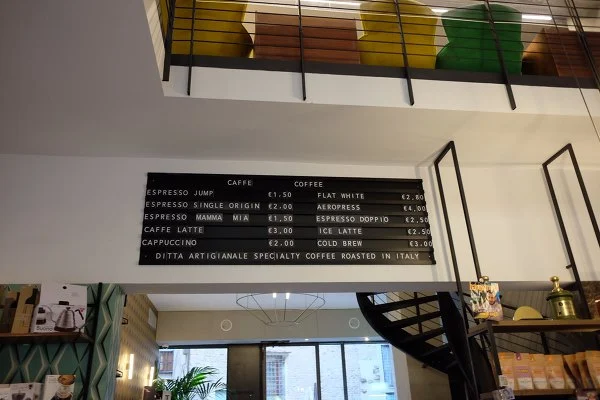 CAFFE COFFEE
ESPRESSO JUMP €1,50 FLAT WHITE €2,80
ESPRESSO SINGLE ORIGIN €2.00 AEROPRESS €4,00
ESPRESSO MAMMA MIA €1,50 ESPRESSO DOPPIO €2,50
CAFFE LATTE €3,00 ICE LATTE €2.50
CAPPUCCINO €2.00 COLD BREW €3.00
DITTA ARTIGIANALE SPECIALTY COFFEE ROASTED IN ITALY